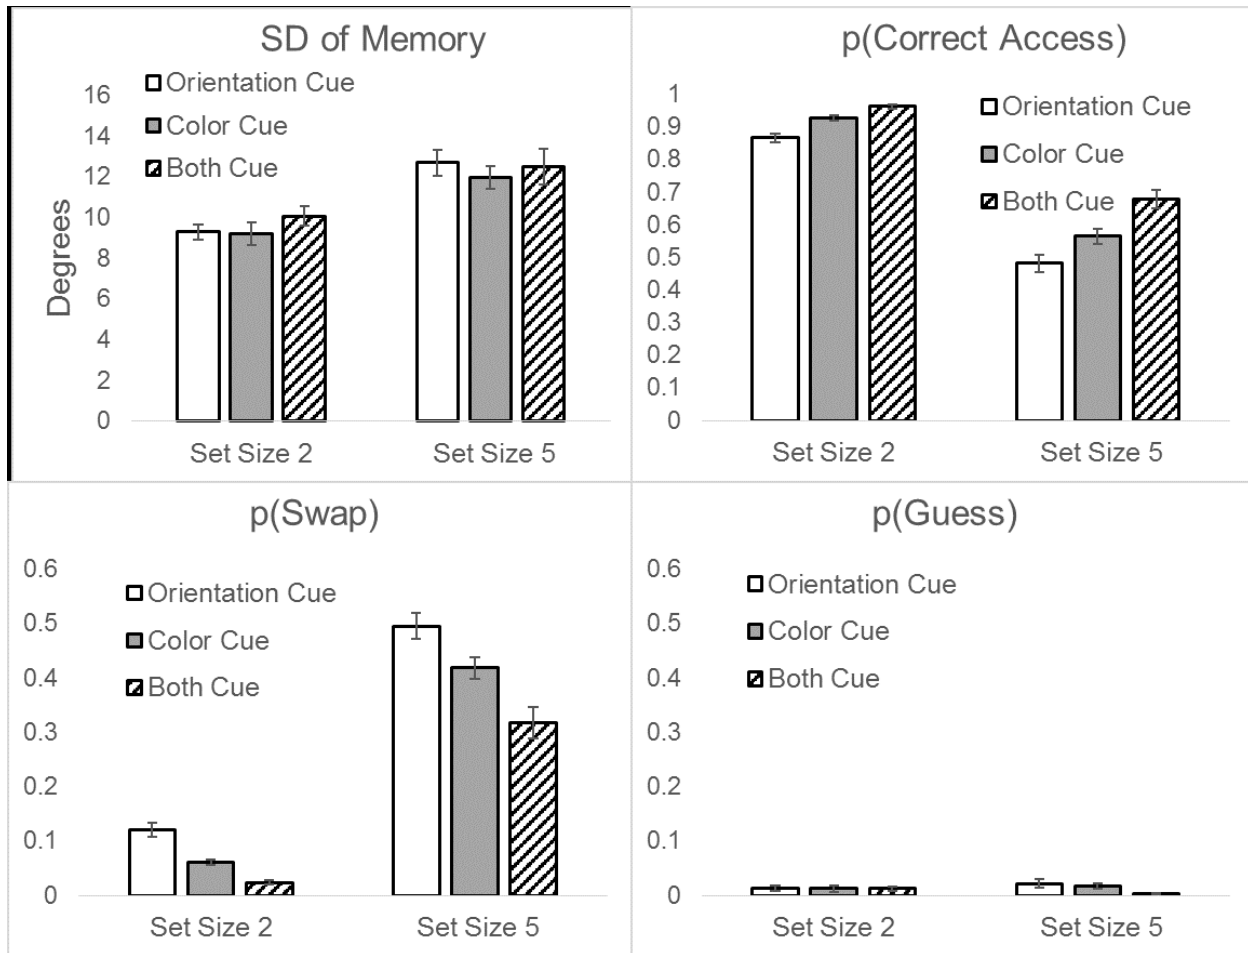 SD of Memory
Orientation Cue
Color Cue
Both Cue
Degrees
16
14
12
10
8
6
4
2
0
Set Size 2
Set Size 5
p(Correct Access)
Orientation Cue
Color Cue
Both Cue
1
0.9
0.8
0.7
0.6
0.5
0.4
0.3
0.2
0.1
0
Set Size 2
Set Size 5
p(Swap)
Orientation Cue
Color Cue
Both Cue
0.6
0.5
0.4
0.3
0.2
0.1
0
Set Size 2
Set Size 5
p(Guess)
Orientation Cue
Color Cue
Both Cue
0.6
0.5
0.4
0.3
0.2
0.1
0
Set Size 2
Set Size 5